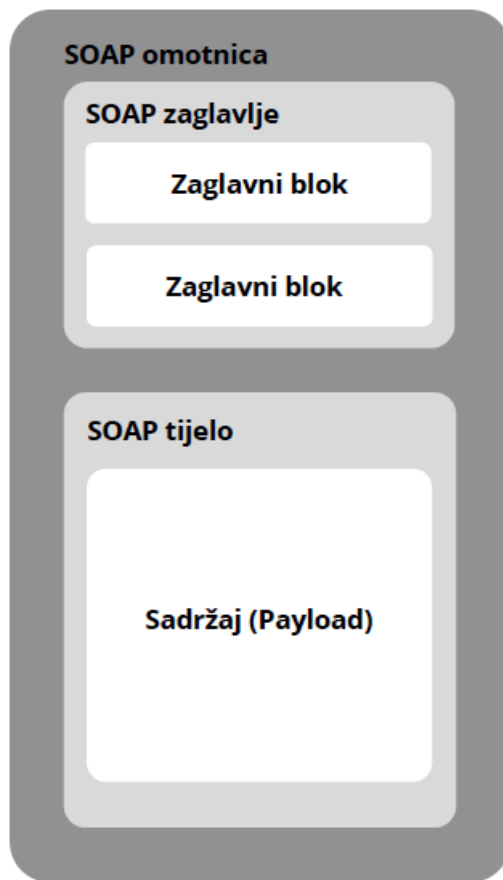 SOAP omotnica
SOAP zaglavlje
Zaglavni blok
Zaglavni blok
SOAP tijelo
Sadržaj (Payload)